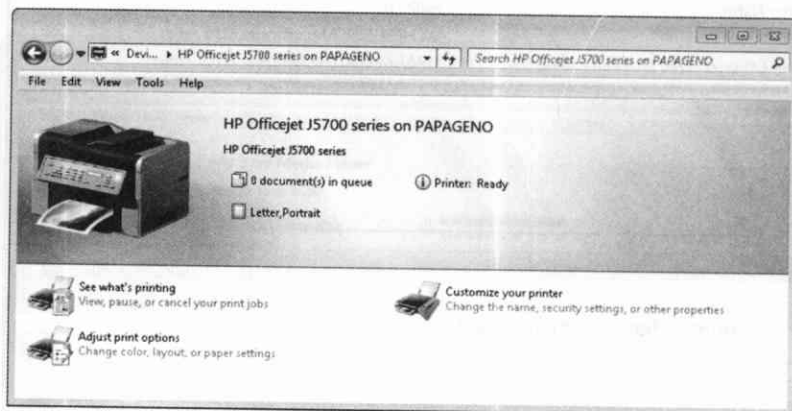 « Devi... ▸ HP Officejet J5700 series on PAPAGENO
Search HP Officejet J5700 series on PAPAGENO
File Edit View Tools Help
HP Officejet J5700 series on PAPAGENO
HP Officejet J5700 series
0 document(s) in queue
Printer: Ready
Letter,Portrait
See what's printing
View, pause, or cancel your print jobs
Customize your printer
Change the name, security settings, or other properties
Adjust print options
Change color, layout, or paper settings